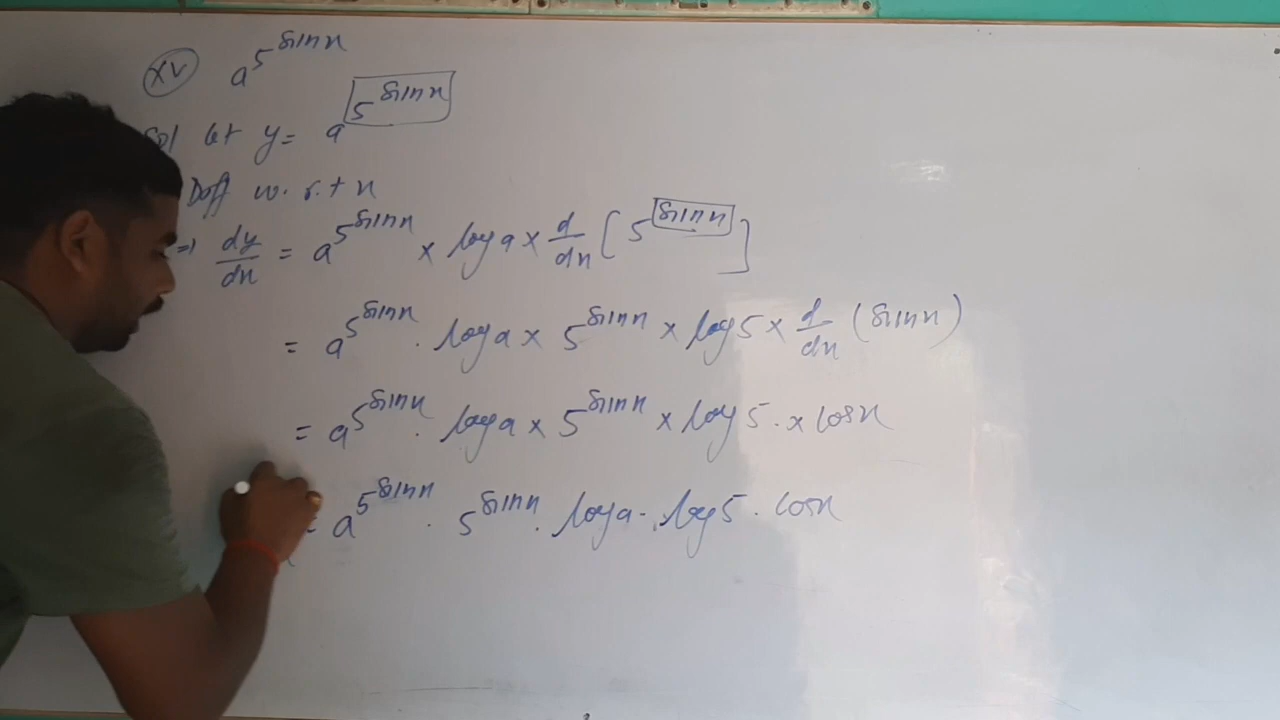 (xv) a^5^sinx
Sol let y = a^5^sinx
Diff w.r.t x
=) dy/dx = a^5^sinx × log a × d/dx [5^sinx]
= a^5^sinx . log a × 5^sinx × log 5 × d/dx (sinx)
= a^5^sinx . log a × 5^sinx × log 5 . × cosx
= a^5^sinx . 5^sinx . log a . log 5 . cosx